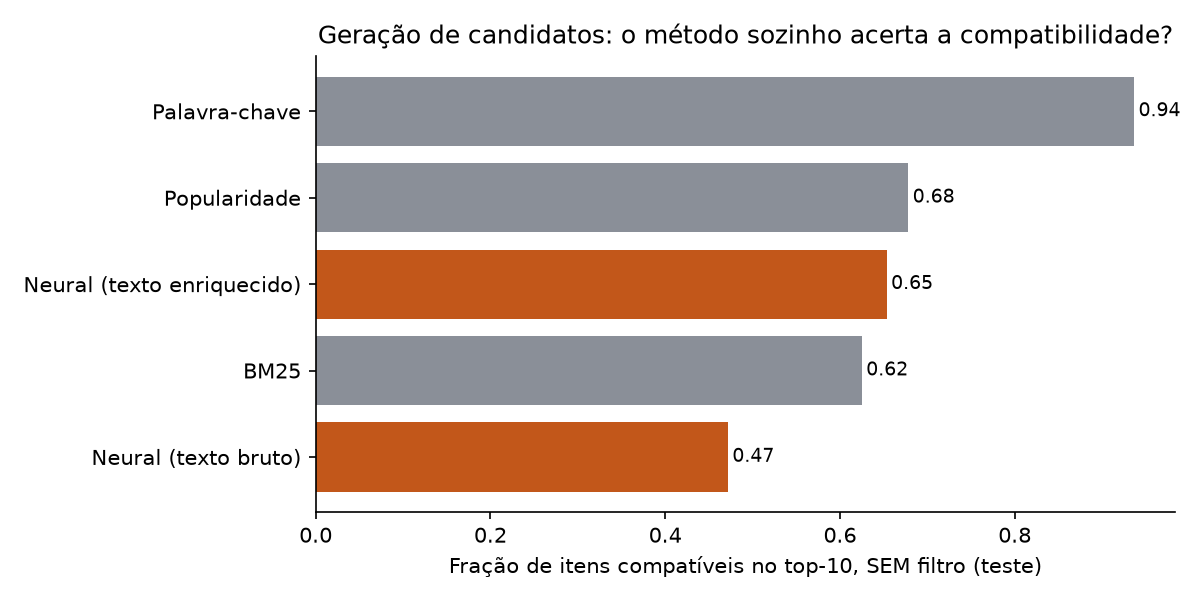 Geração de candidatos: o método sozinho acerta a compatibilidade?
Palavra-chave
0.94
Popularidade
0.68
Neural (texto enriquecido)
0.65
BM25
0.62
Neural (texto bruto)
0.47
0.0 0.2 0.4 0.6 0.8
Fração de itens compatíveis no top-10, SEM filtro (teste)